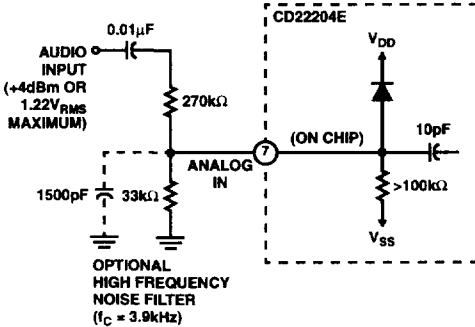 CD22204E
0.01µF
AUDIO
INPUT
(+4dBm OR
1.22VRMS
MAXIMUM)
VDD
270kΩ
10pF
7
(ON CHIP)
ANALOG
IN
1500pF
33kΩ
>100kΩ
VSS
OPTIONAL
HIGH FREQUENCY
NOISE FILTER
(fC = 3.9kHz)